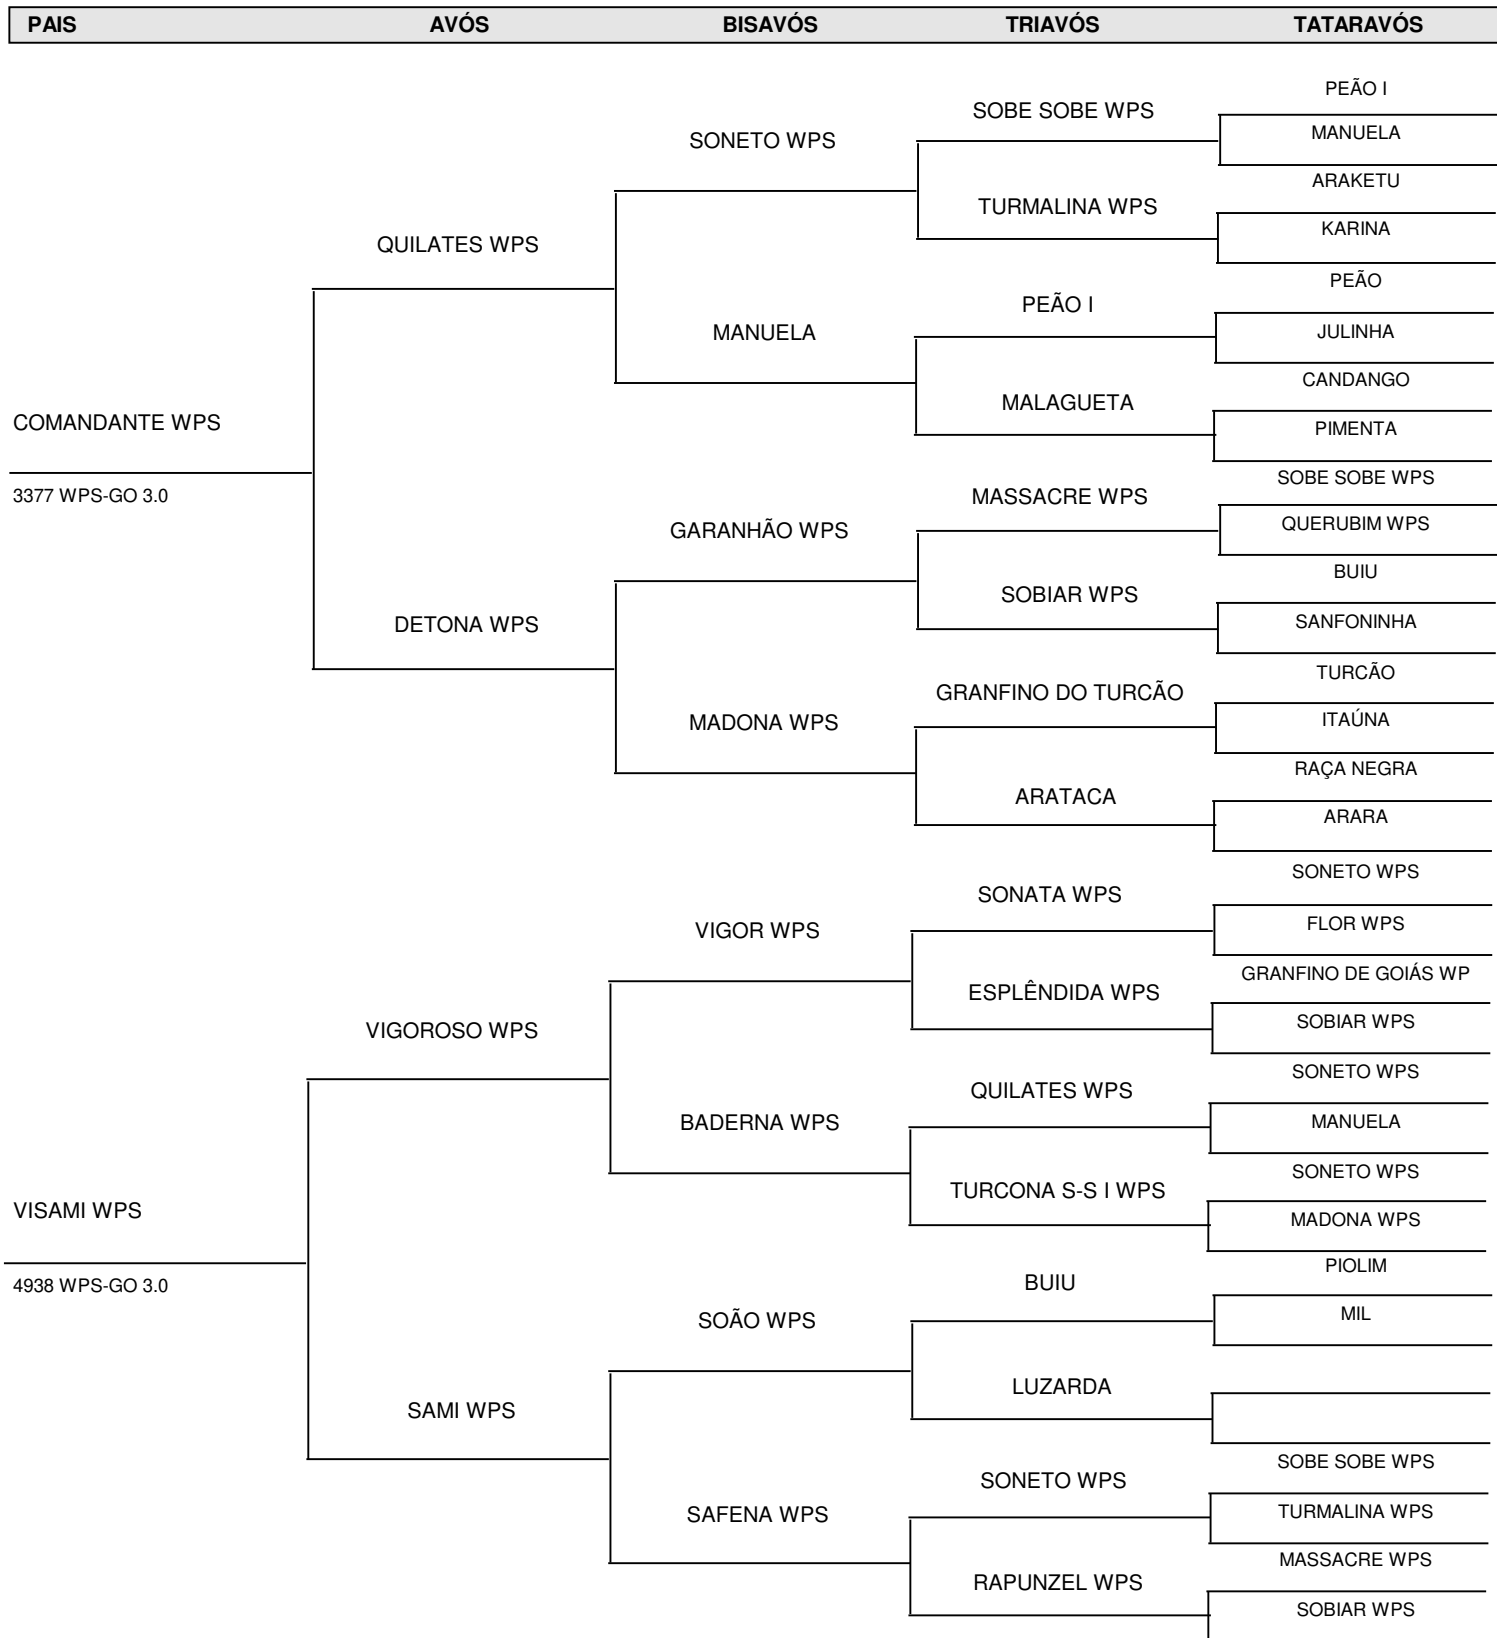 PAIS AVÓS BISAVÓS TRIAVÓS TATARAVÓS
PEÃO I
SOBE SOBE WPS
MANUELA
SONETO WPS
ARAKETU
TURMALINA WPS
KARINA
QUILATES WPS
PEÃO
PEÃO I
JULINHA
MANUELA
CANDANGO
MALAGUETA
COMANDANTE WPS
PIMENTA
SOBE SOBE WPS
3377 WPS-GO 3.0
MASSACRE WPS
QUERUBIM WPS
GARANHÃO WPS
BUIU
SOBIAR WPS
SANFONINHA
DETONA WPS
TURCÃO
GRANFINO DO TURCÃO
ITAÚNA
MADONA WPS
RAÇA NEGRA
ARATACA
ARARA
SONETO WPS
SONATA WPS
FLOR WPS
VIGOR WPS
GRANFINO DE GOIÁS WP
ESPLÊNDIDA WPS
SOBIAR WPS
VIGOROSO WPS
SONETO WPS
QUILATES WPS
MANUELA
BADERNA WPS
SONETO WPS
TURCONA S-S I WPS
VISAMI WPS
MADONA WPS
PIOLIM
BUIU
4938 WPS-GO 3.0
MIL
SOÃO WPS
LUZARDA
SAMI WPS
SOBE SOBE WPS
SONETO WPS
TURMALINA WPS
SAFENA WPS
MASSACRE WPS
RAPUNZEL WPS
SOBIAR WPS